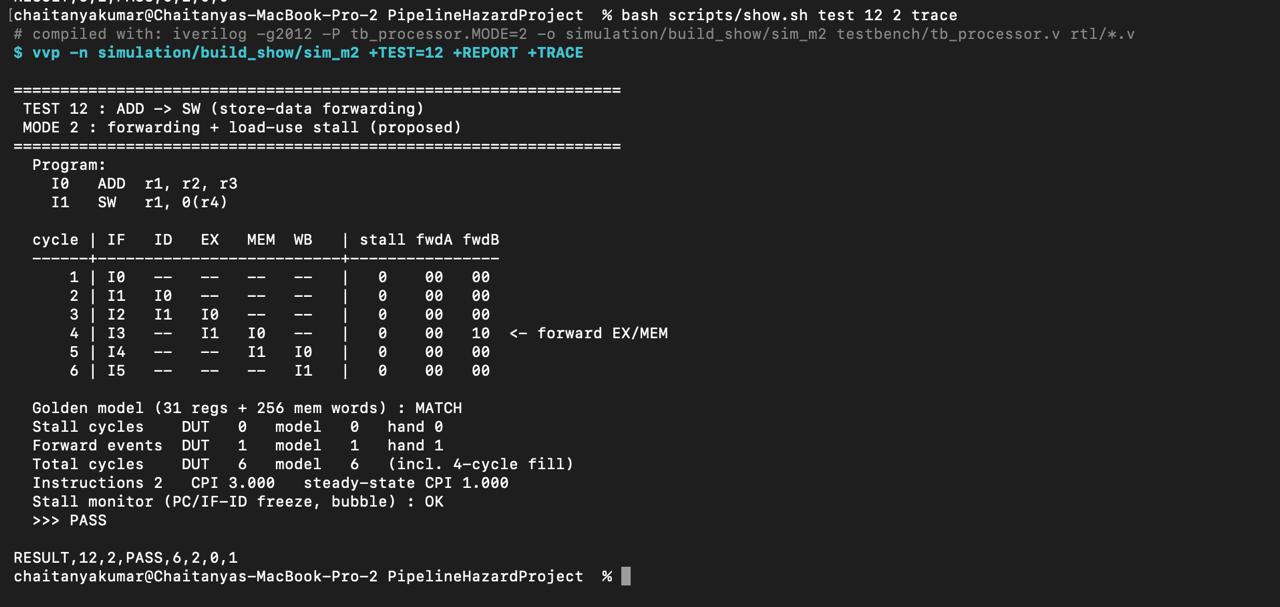 [chaitanyakumar@Chaitanyas-MacBook-Pro-2 PipelineHazardProject  % bash scripts/show.sh test 12 2 trace
# compiled with: iverilog -g2012 -P tb_processor.MODE=2 -o simulation/build_show/sim_m2 testbench/tb_processor.v rtl/*.v
$ vvp -n simulation/build_show/sim_m2 +TEST=12 +REPORT +TRACE
=================================================================
 TEST 12 : ADD -> SW (store-data forwarding)
 MODE 2 : forwarding + load-use stall (proposed)
=================================================================
  Program:
    I0   ADD  r1, r2, r3
    I1   SW   r1, 0(r4)
  cycle | IF   ID   EX   MEM  WB   | stall fwdA fwdB
  ------+--------------------------+----------------
      1 | I0   --   --   --   --   |   0    00   00
      2 | I1   I0   --   --   --   |   0    00   00
      3 | I2   I1   I0   --   --   |   0    00   00
      4 | I3   --   I1   I0   --   |   0    00   10  <- forward EX/MEM
      5 | I4   --   --   I1   I0   |   0    00   00
      6 | I5   --   --   --   I1   |   0    00   00
  Golden model (31 regs + 256 mem words) : MATCH
  Stall cycles    DUT   0   model   0   hand 0
  Forward events  DUT   1   model   1   hand 1
  Total cycles    DUT   6   model   6   (incl. 4-cycle fill)
  Instructions 2   CPI 3.000   steady-state CPI 1.000
  Stall monitor (PC/IF-ID freeze, bubble) : OK
  >>> PASS
RESULT,12,2,PASS,6,2,0,1
chaitanyakumar@Chaitanyas-MacBook-Pro-2 PipelineHazardProject  %